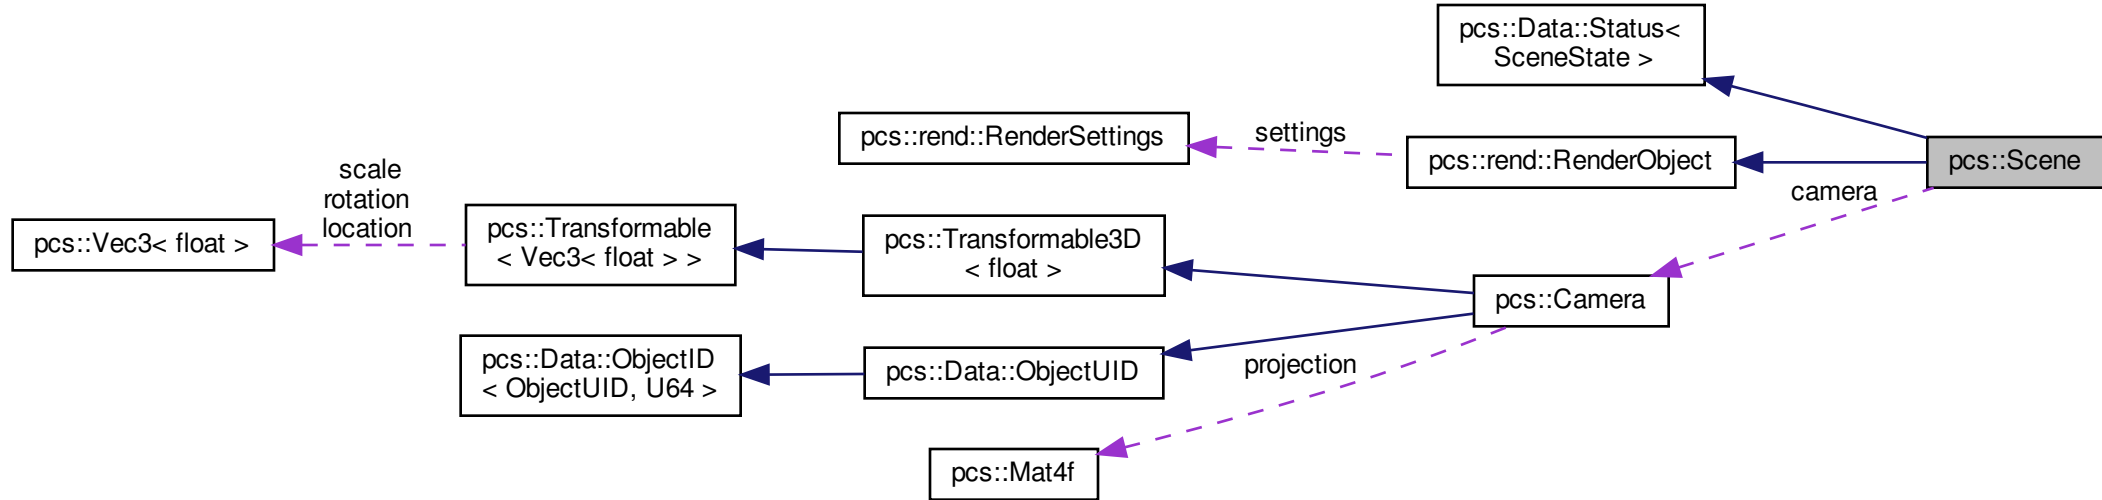 pcs::Data::Status<
SceneState >
pcs::rend::RenderSettings
settings
pcs::rend::RenderObject
pcs::Scene
camera
scale
rotation
location
pcs::Vec3< float >
pcs::Transformable
< Vec3< float > >
pcs::Transformable3D
< float >
pcs::Camera
pcs::Data::ObjectID
< ObjectUID, U64 >
pcs::Data::ObjectUID
projection
pcs::Mat4f